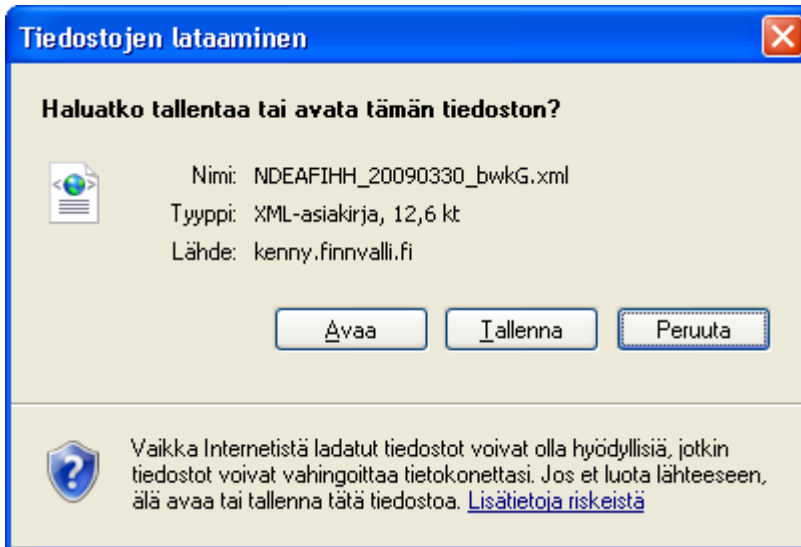 Tiedostojen lataaminen
Haluatko tallentaa tai avata tämän tiedoston?
Nimi: NDEAFIHH_20090330_bwkG.xml
Tyyppi: XML-asiakirja, 12,6 kt
Lähde: kenny.finnvalli.fi
Avaa Tallenna Peruuta
Vaikka Internetistä ladatut tiedostot voivat olla hyödyllisiä, jotkin
tiedostot voivat vahingoittaa tietokonettasi. Jos et luota lähteeseen,
älä avaa tai tallenna tätä tiedostoa. Lisätietoja riskeistä